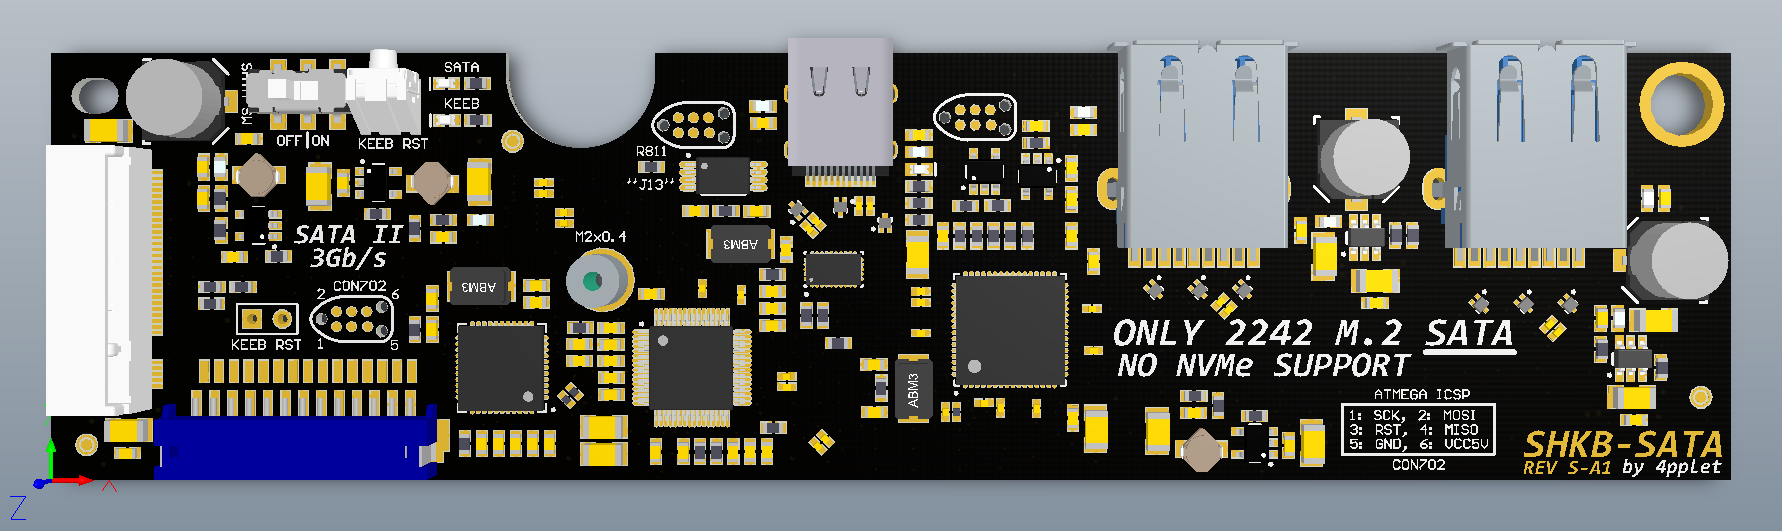 SATA
KEEB
OFF|ON
KEEB RST
R811
"J13"
SATA II
3Gb/s
M2x0.4
ABM3
ABM3
CON702
2
6
1
5
KEEB RST
ABM3
ONLY 2242 M.2 SATA
NO NVMe SUPPORT
ATMEGA ICSP
1: SCK, 2: MOSI
3: RST, 4: MISO
5: GND, 6: VCC5V
CON702
SHKB-SATA
REV S-A1 by 4pplet
Z